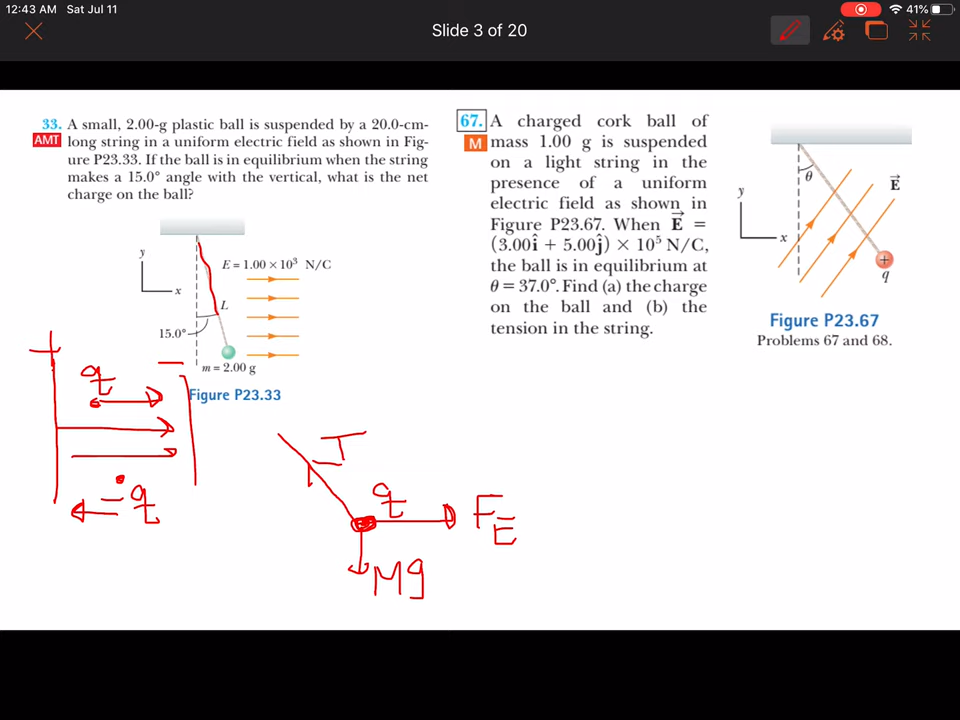 12:43 AM Sat Jul 11
41%
Slide 3 of 20
33. A small, 2.00-g plastic ball is suspended by a 20.0-cm-
AMT long string in a uniform electric field as shown in Fig-
ure P23.33. If the ball is in equilibrium when the string
makes a 15.0° angle with the vertical, what is the net
charge on the ball?
y
x
E = 1.00 × 10³ N/C
L
15.0°
m = 2.00 g
Figure P23.33
67. A charged cork ball of
M mass 1.00 g is suspended
on a light string in the
presence of a uniform
electric field as shown in
Figure P23.67. When E⃗ =
(3.00î + 5.00ĵ) × 10⁵ N/C,
the ball is in equilibrium at
θ = 37.0°. Find (a) the charge
on the ball and (b) the
tension in the string.
θ
E⃗
y
x
+
q
Figure P23.67
Problems 67 and 68.
+
−
q
−q
T
q
F_E
Mg